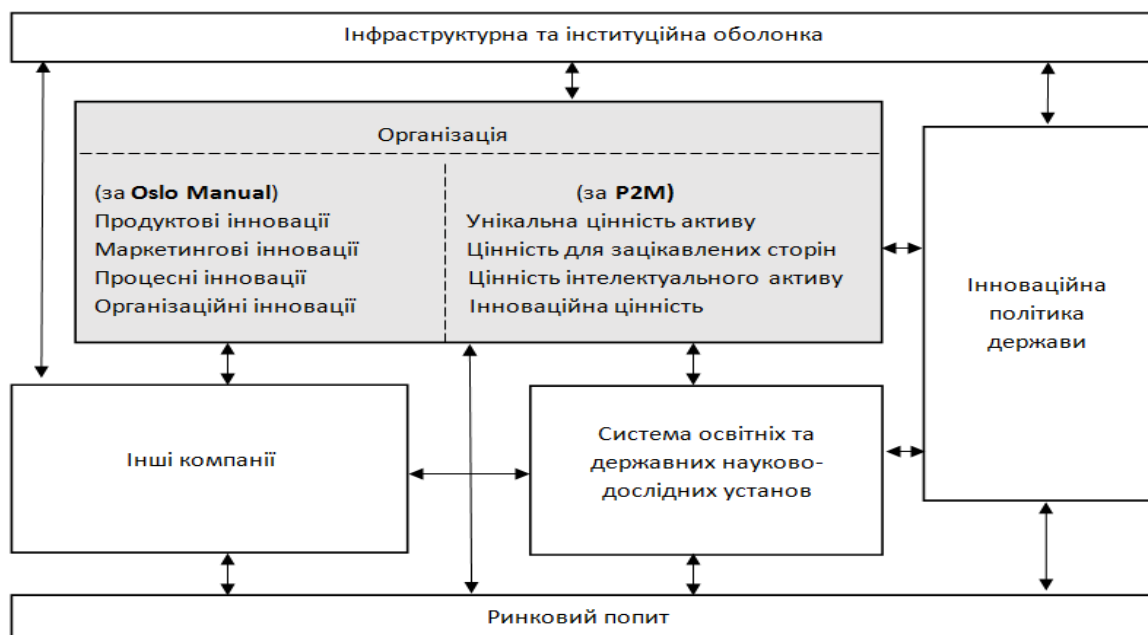 Інфраструктурна та інституційна оболонка
Організація
(за Oslo Manual)
Продуктові інновації
Маркетингові інновації
Процесні інновації
Організаційні інновації
(за P2M)
Унікальна цінність активу
Цінність для зацікавлених сторін
Цінність інтелектуального активу
Інноваційна цінність
Інноваційна
політика
держави
Інші компанії
Система освітніх та
державних науково-
дослідних установ
Ринковий попит